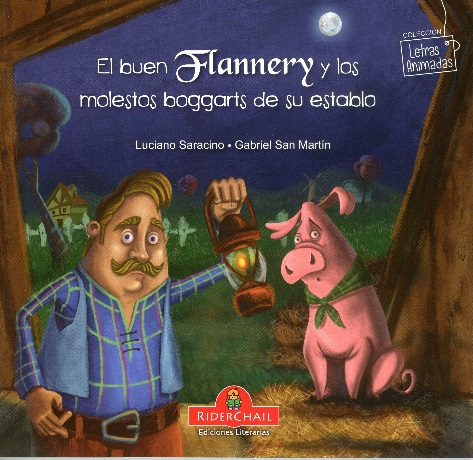 COLECCIÓN
Letras
Animadas
El buen Flannery y los
molestos boggarts de su establo
Luciano Saracino • Gabriel San Martín
RIDERCHAIL
Ediciones Literarias